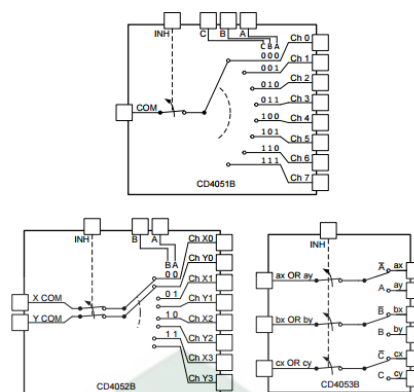 INH C B A
C B A
Ch 0
0 0 0
Ch 1
0 0 1
Ch 2
0 1 0
Ch 3
0 1 1
COM
Ch 4
1 0 0
Ch 5
1 0 1
Ch 6
1 1 0
Ch 7
1 1 1
CD4051B
INH B A
B A
Ch X0
0 0
Ch Y0
Ch X1
0 1
X COM
Ch Y1
Y COM
1 0
Ch X2
Ch Y2
1 1
Ch X3
CD4052B
Ch Y3
INH
A̅ ax
ax OR ay
A ay
B̅ bx
bx OR by
B by
C̅ cx
cx OR cy
C cy
CD4053B